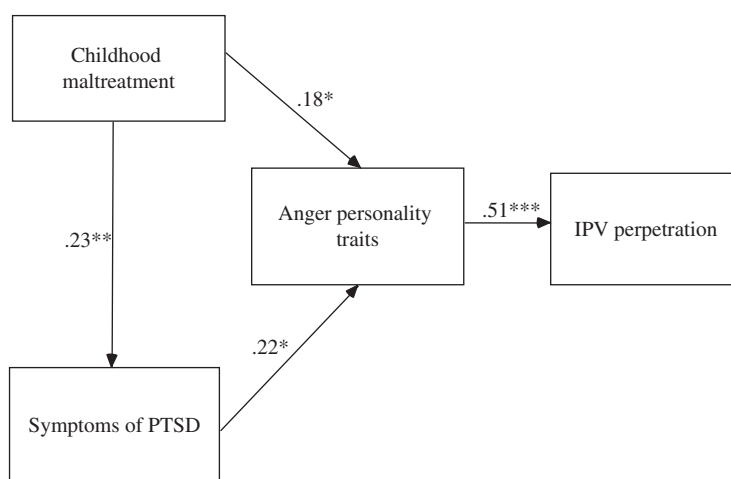 Childhood
maltreatment
.18*
Anger personality
traits
.51***
IPV perpetration
.23**
.22*
Symptoms of PTSD